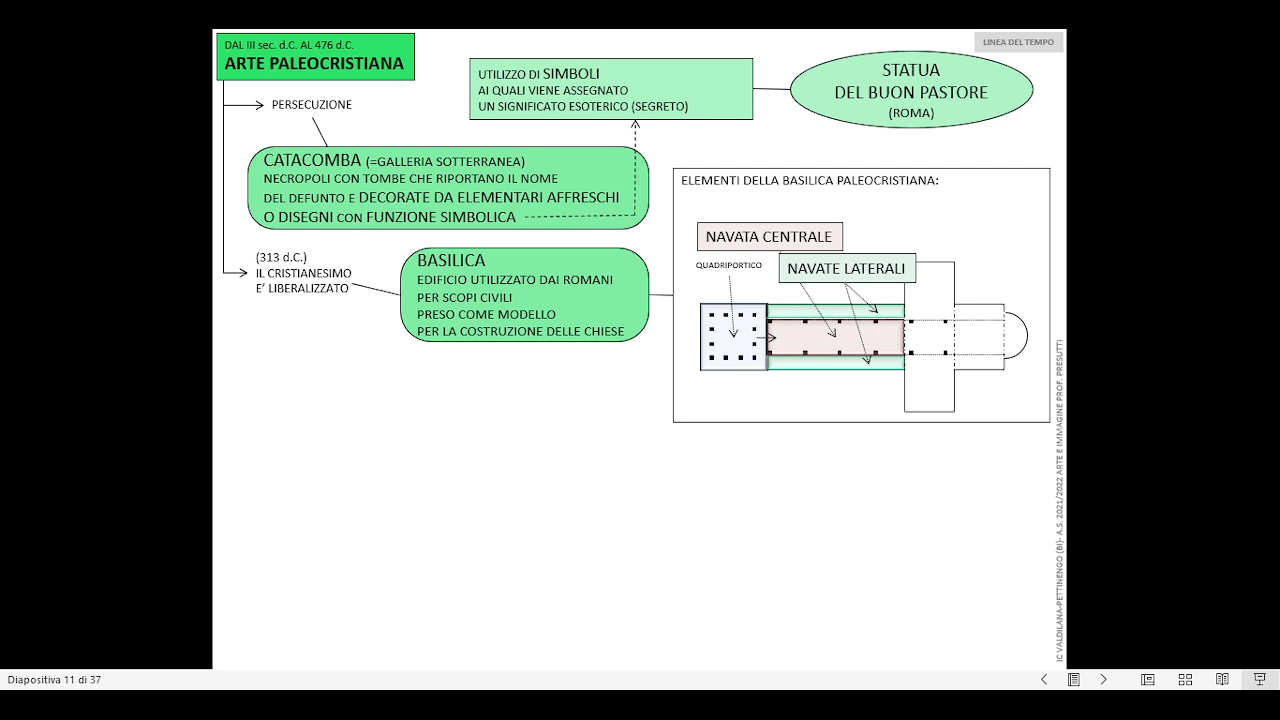 LINEA DEL TEMPO
DAL III sec. d.C. AL 476 d.C.
ARTE PALEOCRISTIANA
PERSECUZIONE
UTILIZZO DI SIMBOLI
AI QUALI VIENE ASSEGNATO
UN SIGNIFICATO ESOTERICO (SEGRETO)
STATUA
DEL BUON PASTORE
(ROMA)
CATACOMBA (=GALLERIA SOTTERRANEA)
NECROPOLI CON TOMBE CHE RIPORTANO IL NOME
DEL DEFUNTO E DECORATE DA ELEMENTARI AFFRESCHI
O DISEGNI CON FUNZIONE SIMBOLICA
(313 d.C.)
IL CRISTIANESIMO
E' LIBERALIZZATO
BASILICA
EDIFICIO UTILIZZATO DAI ROMANI
PER SCOPI CIVILI
PRESO COME MODELLO
PER LA COSTRUZIONE DELLE CHIESE
ELEMENTI DELLA BASILICA PALEOCRISTIANA:
NAVATA CENTRALE
QUADRIPORTICO
NAVATE LATERALI
IC VALDILANA-PETTINENGO (BI)- A.S. 2021/2022 ARTE E IMMAGINE PROF. PRESUTTI
Diapositiva 11 di 37